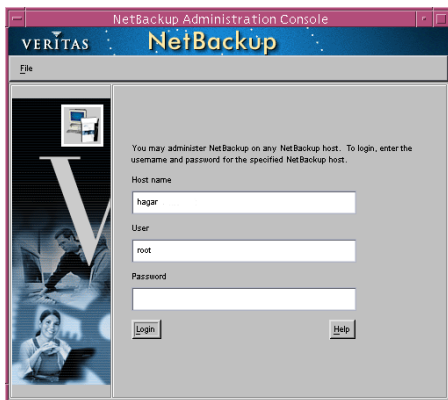 NetBackup Administration Console
VERITAS NetBackup
File
You may administer NetBackup on any NetBackup host. To login, enter the
username and password for the specified NetBackup host.
Host name
hagar
User
root
Password
Login Help
V